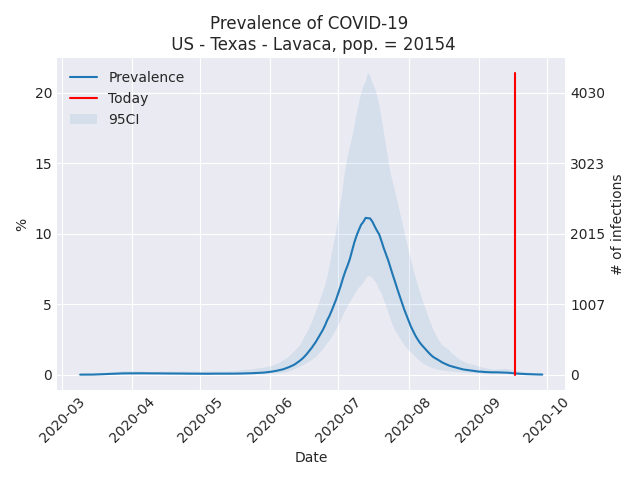 Prevalence of COVID-19
US - Texas - Lavaca, pop. = 20154
Prevalence
Today
95CI
%
20
15
10
5
0
4030
3023
2015
1007
0
# of infections
2020-03
2020-04
2020-05
2020-06
2020-07
2020-08
2020-09
2020-10
Date